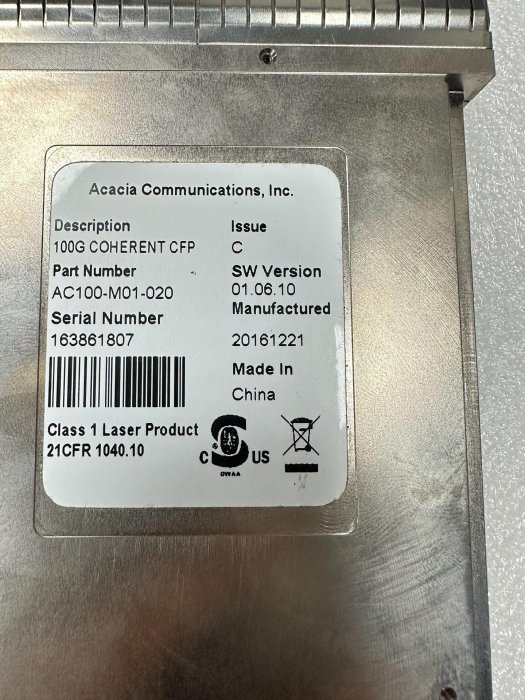 Acacia Communications, Inc.
Description
100G COHERENT CFP
Issue
C
Part Number
AC100-M01-020
SW Version
01.06.10
Serial Number
163861807
Manufactured
20161221
Made In
China
Class 1 Laser Product
21CFR 1040.10
C S US
OWAA